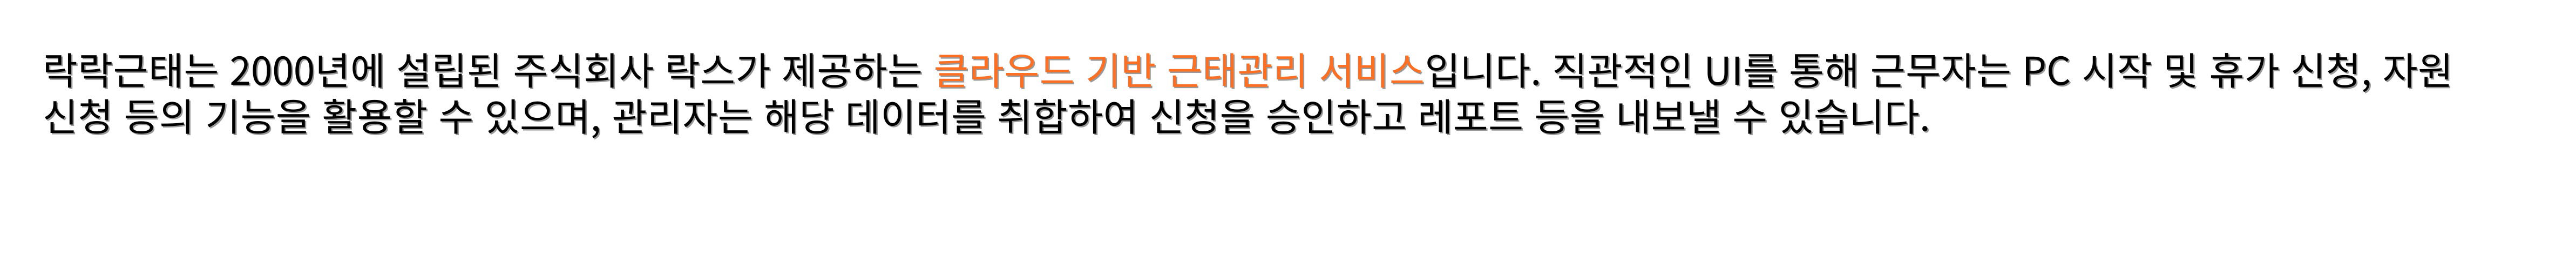 락락근태는 2000년에 설립된 주식회사 락스가 제공하는 클라우드 기반 근태관리 서비스입니다. 직관적인 UI를 통해 근무자는 PC 시작 및 휴가 신청, 자원
신청 등의 기능을 활용할 수 있으며, 관리자는 해당 데이터를 취합하여 신청을 승인하고 레포트 등을 내보낼 수 있습니다.